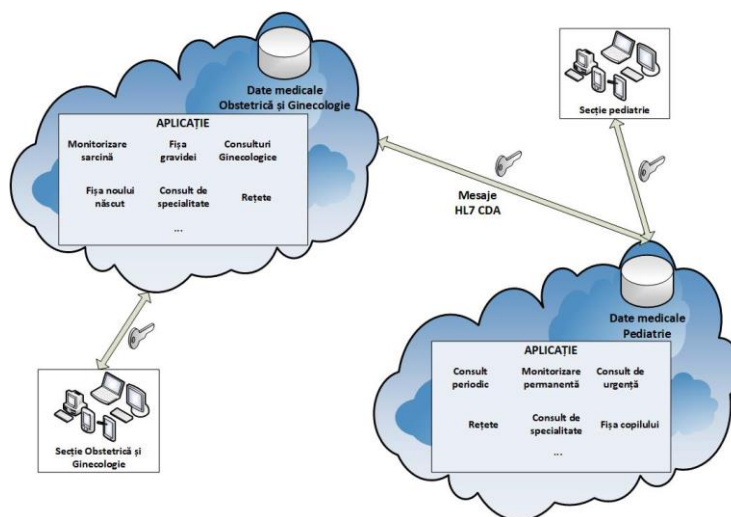 Date medicale
Obstetrică și Ginecologie
APLICAȚIE
Monitorizare
sarcină
Fișa
gravidei
Consulturi
Ginecologice
Fișa noului
născut
Consult de
specialitate
Rețete
...
Secție pediatrie
Mesaje
HL7 CDA
Secție Obstetrică și
Ginecologie
Date medicale
Pediatrie
APLICAȚIE
Consult
periodic
Monitorizare
permanentă
Consult de
urgență
Rețete
Consult de
specialitate
Fișa copilului
...